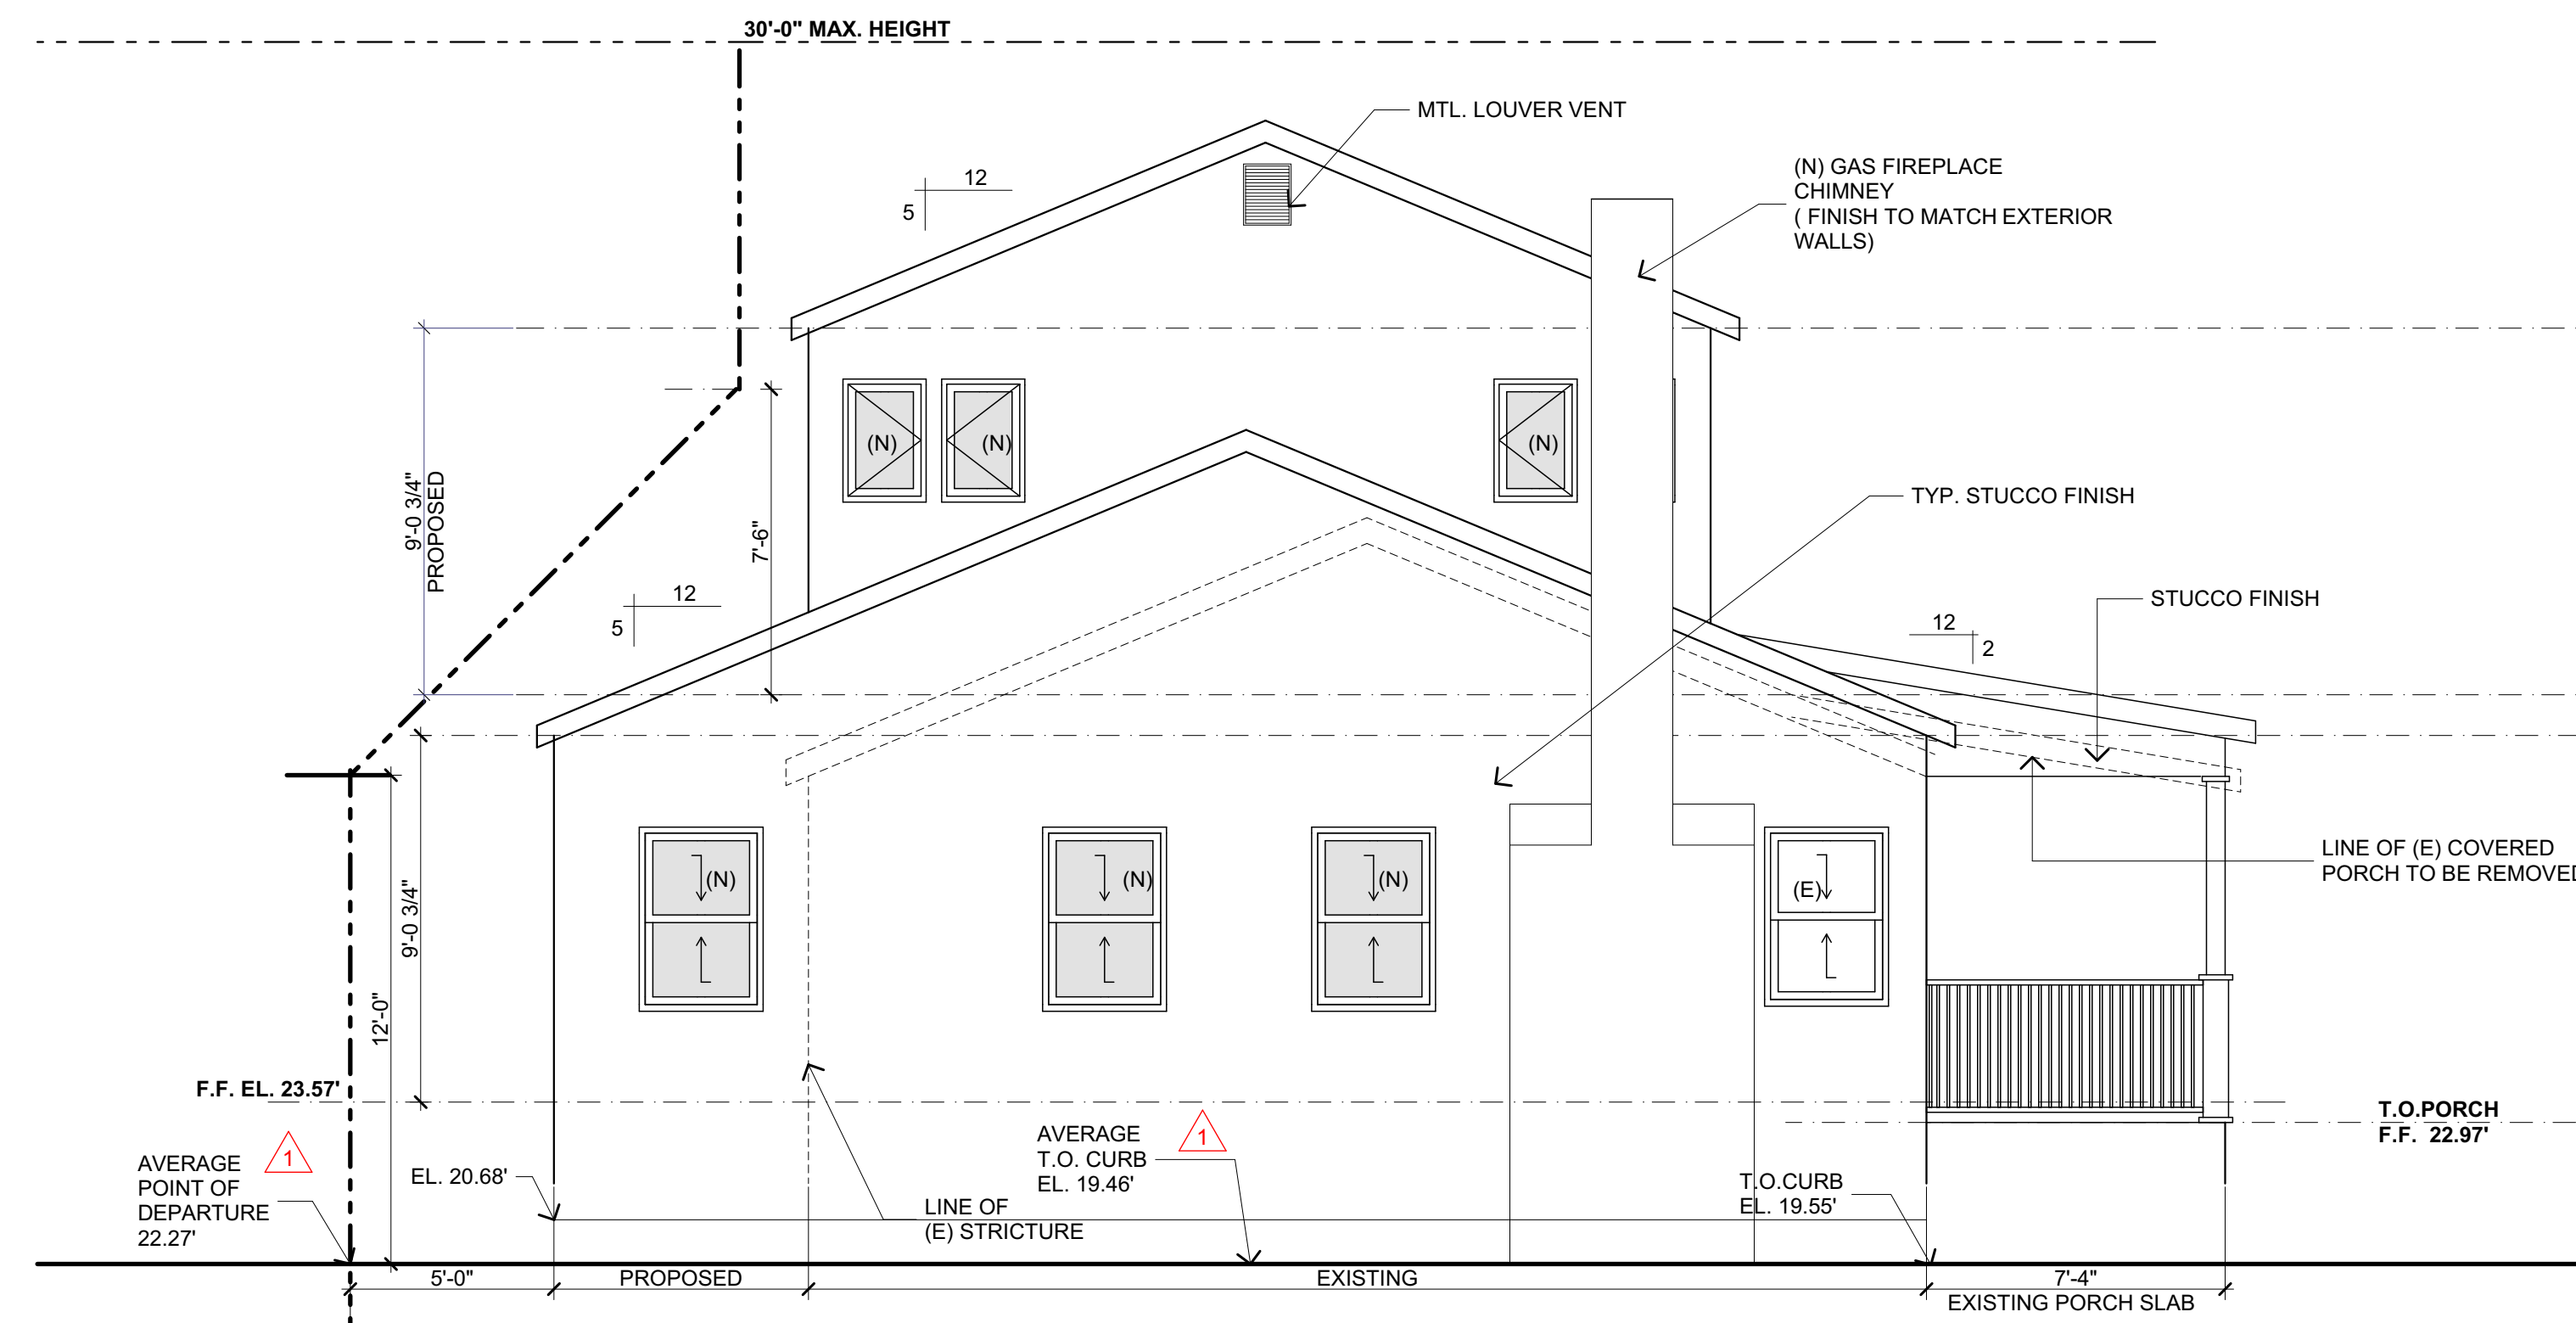 30'-0" MAX. HEIGHT
MTL. LOUVER VENT
(N) GAS FIREPLACE
CHIMNEY
( FINISH TO MATCH EXTERIOR
WALLS)
12
5
9'-0 3/4"
PROPOSED
(N)
(N)
(N)
7'-6"
TYP. STUCCO FINISH
12
5
STUCCO FINISH
12
2
LINE OF (E) COVERED
PORCH TO BE REMOVED
(N)
(N)
(N)
(E)
9'-0 3/4"
12'-0"
F.F. EL. 23.57'
T.O.PORCH
F.F. 22.97'
AVERAGE
POINT OF
DEPARTURE
22.27'
1
EL. 20.68'
LINE OF
(E) STRICTURE
AVERAGE
T.O. CURB
EL. 19.46'
1
T.O.CURB
EL. 19.55'
5'-0"
PROPOSED
EXISTING
7'-4"
EXISTING PORCH SLAB